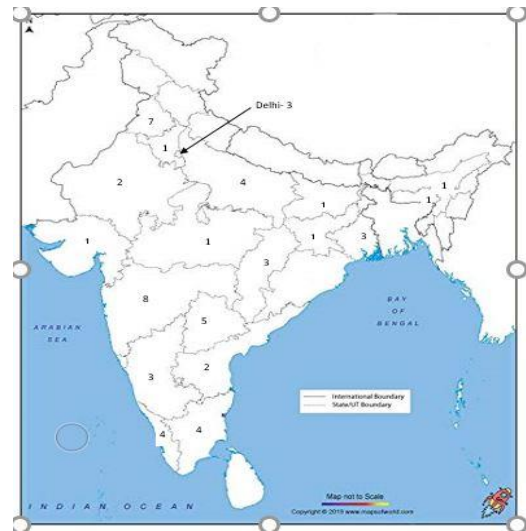 Delhi- 3
7
1
2
4
1
1
1
1
1
1
3
3
8
5
BAY
OF
BENGAL
ARABIAN
SEA
3
2
4
4
International Boundary
State/UT Boundary
Map not to Scale
Copyright © 2019 www.mapsofworld.com
INDIAN OCEAN